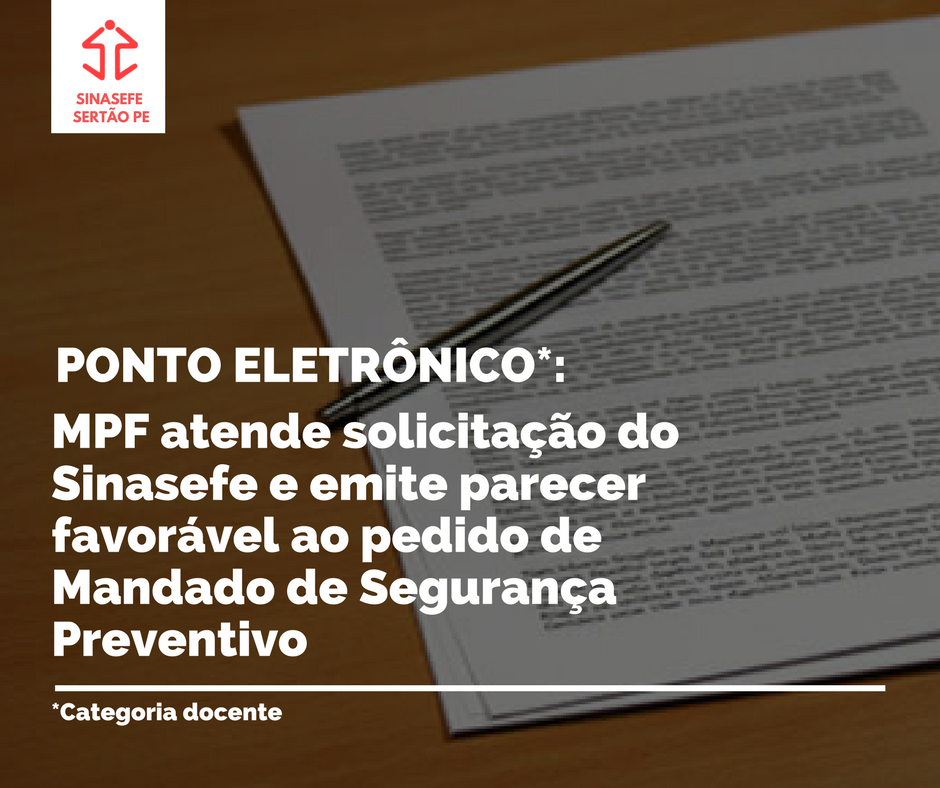 SINASEFE
SERTÃO PE
PONTO ELETRÔNICO*:
MPF atende solicitação do
Sinasefe e emite parecer
favorável ao pedido de
Mandado de Segurança
Preventivo
*Categoria docente